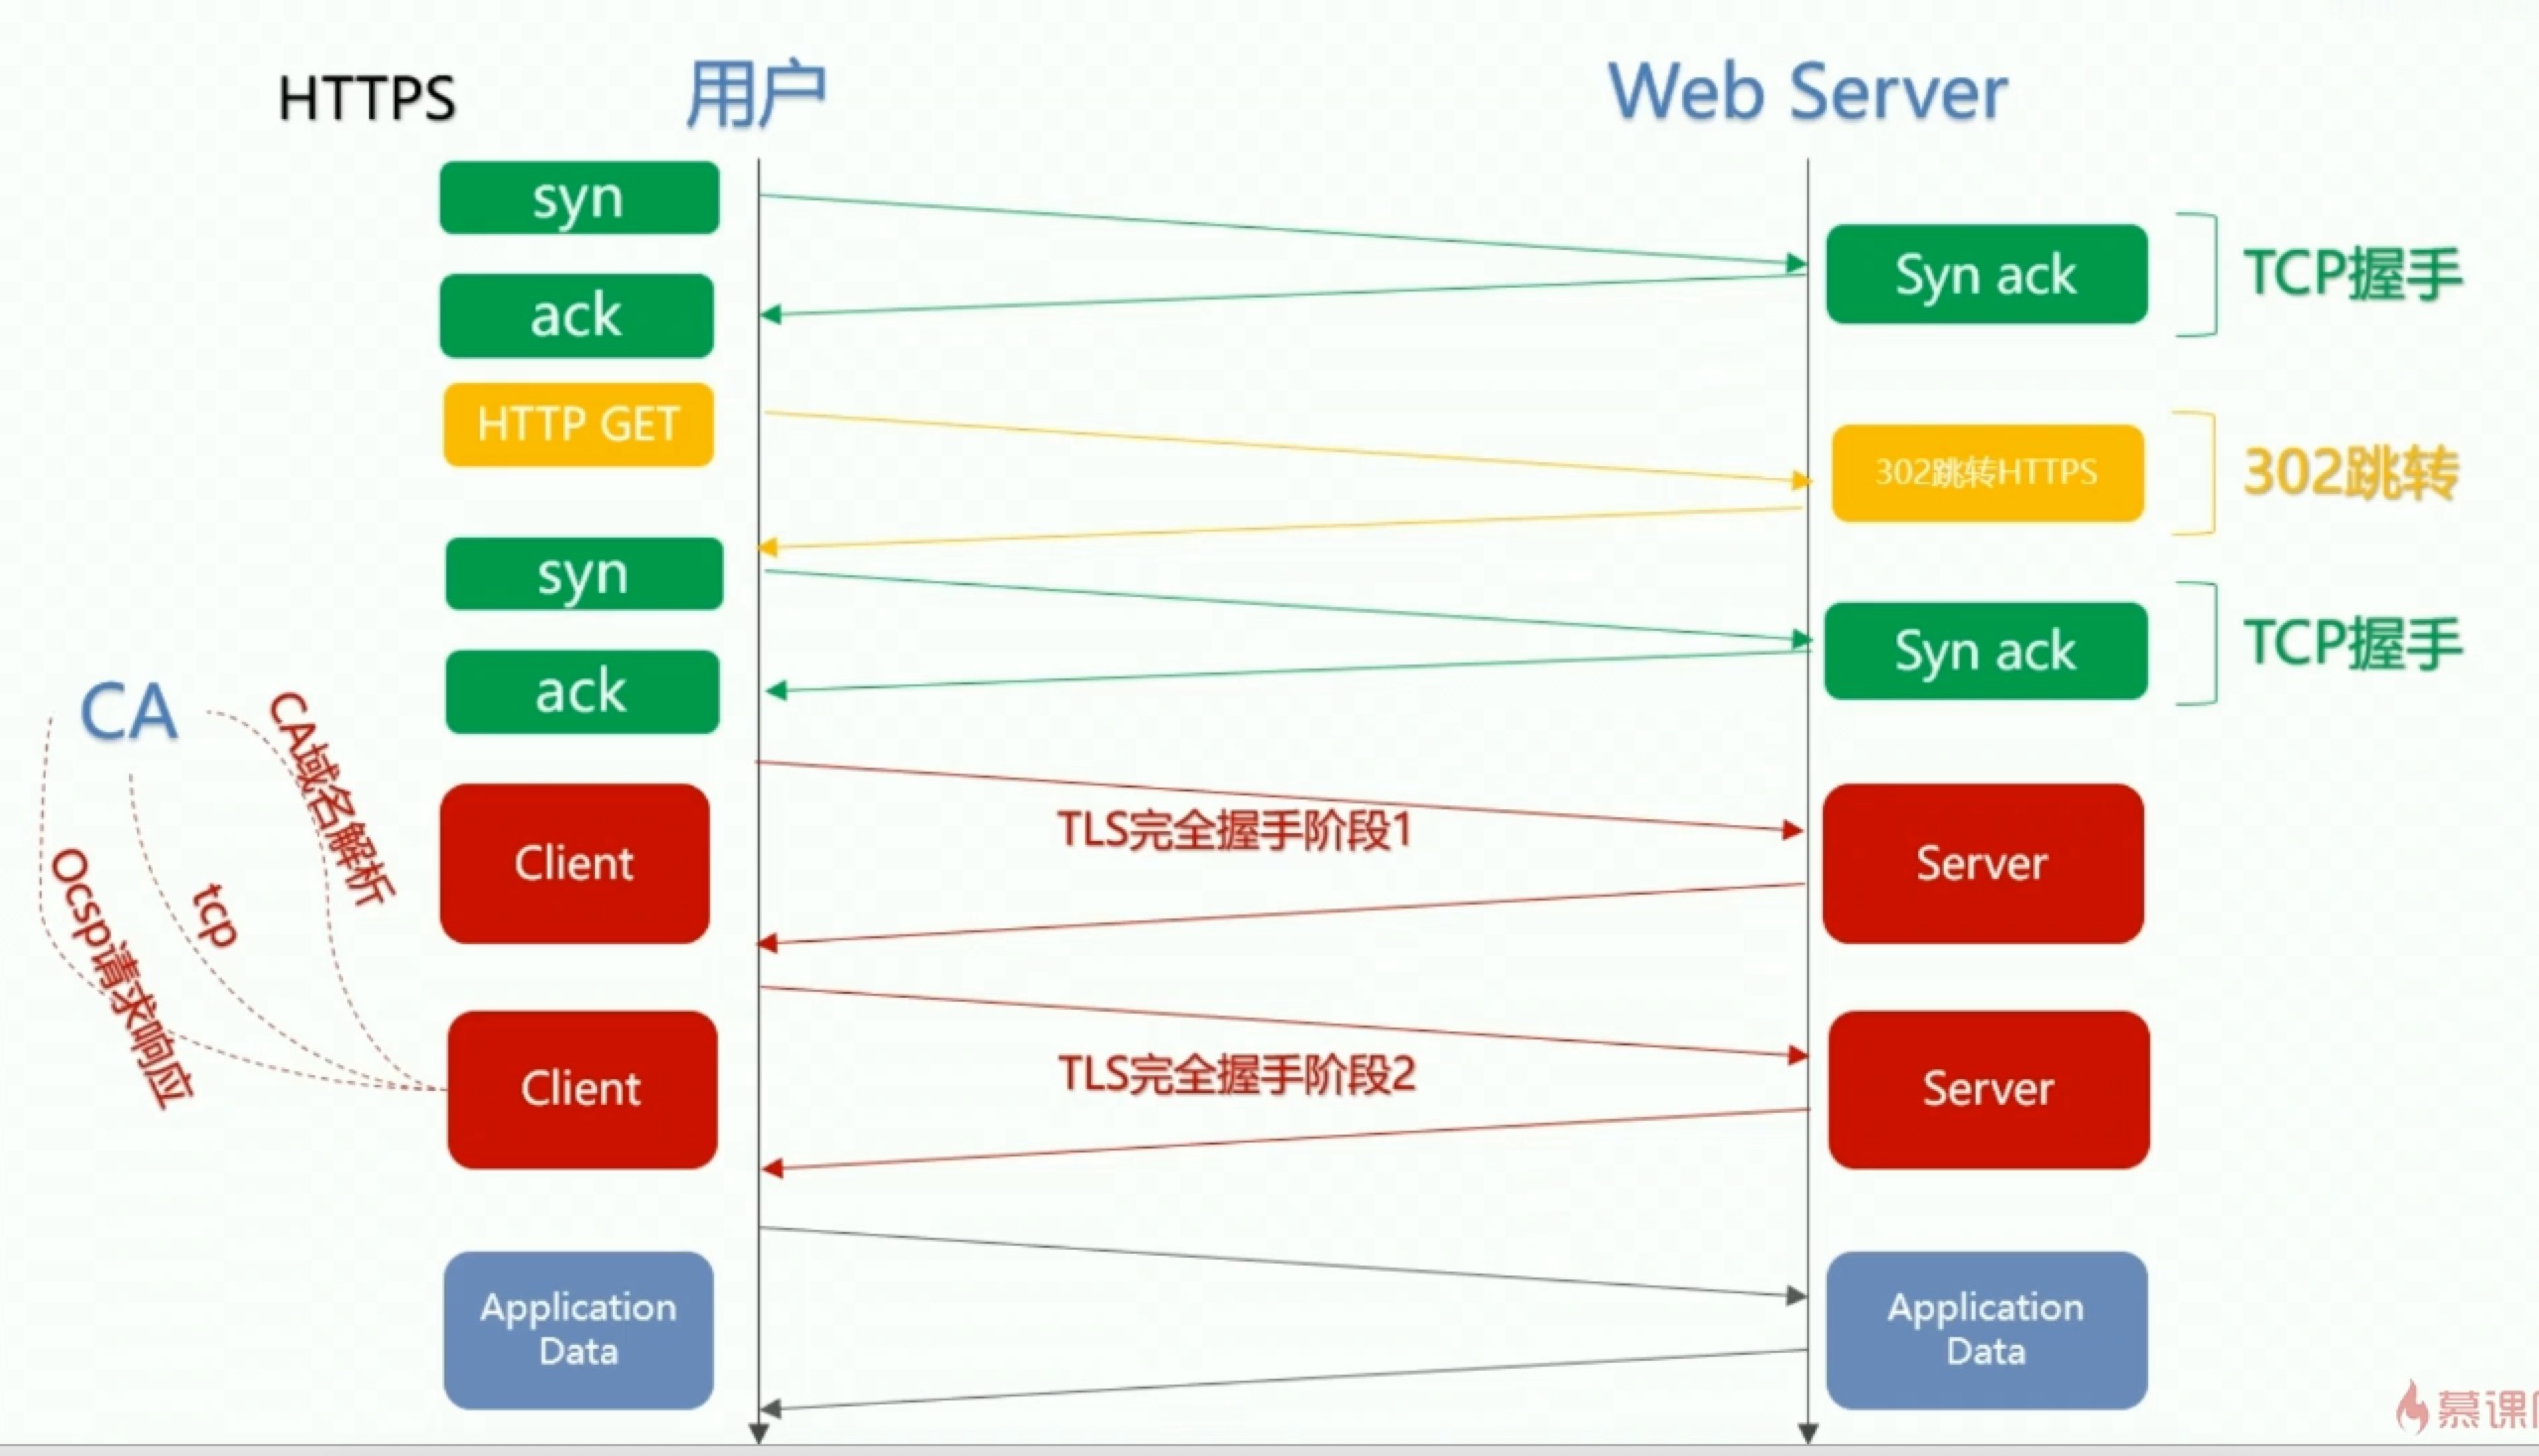 HTTPS
用户
Web Server
syn
Syn ack
TCP握手
ack
HTTP GET
302跳转HTTPS
302跳转
syn
Syn ack
TCP握手
ack
CA
CA域名解析
tcp
Ocsp请求响应
Client
TLS完全握手阶段1
Server
Client
TLS完全握手阶段2
Server
Application
Data
Application
Data
慕课